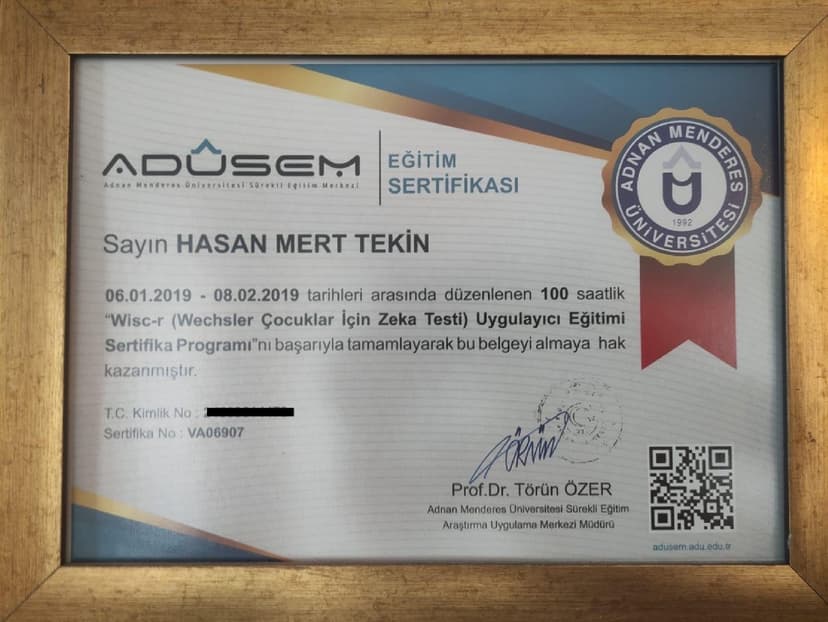 ADÜSEM
Adnan Menderes Üniversitesi Sürekli Eğitim Merkezi
EĞİTİM
SERTİFİKASI
ADNAN MENDERES
ÜNİVERSİTESİ
1992
Sayın HASAN MERT TEKİN
06.01.2019 - 08.02.2019 tarihleri arasında düzenlenen 100 saatlik
“Wisc-r (Wechsler Çocuklar İçin Zeka Testi) Uygulayıcı Eğitimi
Sertifika Programı”nı başarıyla tamamlayarak bu belgeyi almaya hak
kazanmıştır.
T.C. Kimlik No :
Sertifika No : VA06907
Prof.Dr. Törün ÖZER
Adnan Menderes Üniversitesi Sürekli Eğitim
Araştırma Uygulama Merkezi Müdürü
adusem.adu.edu.tr